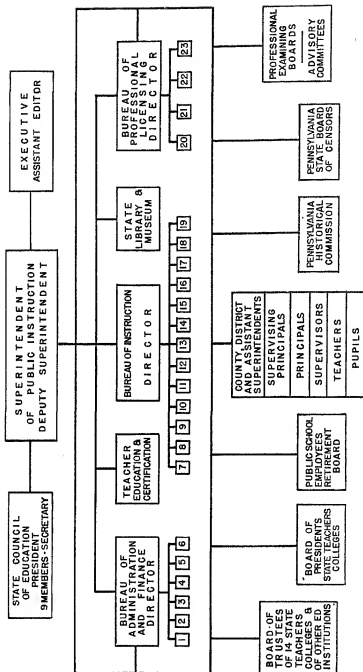 STATE COUNCIL
OF EDUCATION
PRESIDENT
9 MEMBERS-SECRETARY
SUPERINTENDENT
OF PUBLIC INSTRUCTION
DEPUTY SUPERINTENDENT
EXECUTIVE
ASSISTANT EDITOR
BUREAU OF
ADMINISTRATION
AND FINANCE
DIRECTOR
TEACHER
EDUCATION &
CERTIFICATION
BUREAU OF INSTRUCTION
DIRECTOR
STATE
LIBRARY &
MUSEUM
BUREAU OF
PROFESSIONAL
LICENSING
DIRECTOR
1 2 3 4 5 6
7 8 9 10 11 12 13 14 15 16 17 18 19
20 21 22 23
BOARD-OF
TRUSTEES
OF 14 STATE
TEACHERS
COLLEGES &
OF OTHER ED
INSTITUTIONS
BOARD OF
PRESIDENTS
STATE TEACHERS
COLLEGES
PUBLIC SCHOOL
EMPLOYEES
RETIREMENT
BOARD
COUNTY, DISTRICT
AND ASSISTANT
SUPERINTENDENTS
SUPERVISING
PRINCIPALS
PRINCIPALS
SUPERVISORS
TEACHERS
PUPILS
PENNSYLVANIA
HISTORICAL
COMMISSION
PENNSYLVANIA
STATE BOARD
OF CENSORS
PROFESSIONAL
EXAMINING
BOARDS
ADVISORY
COMMITTEES